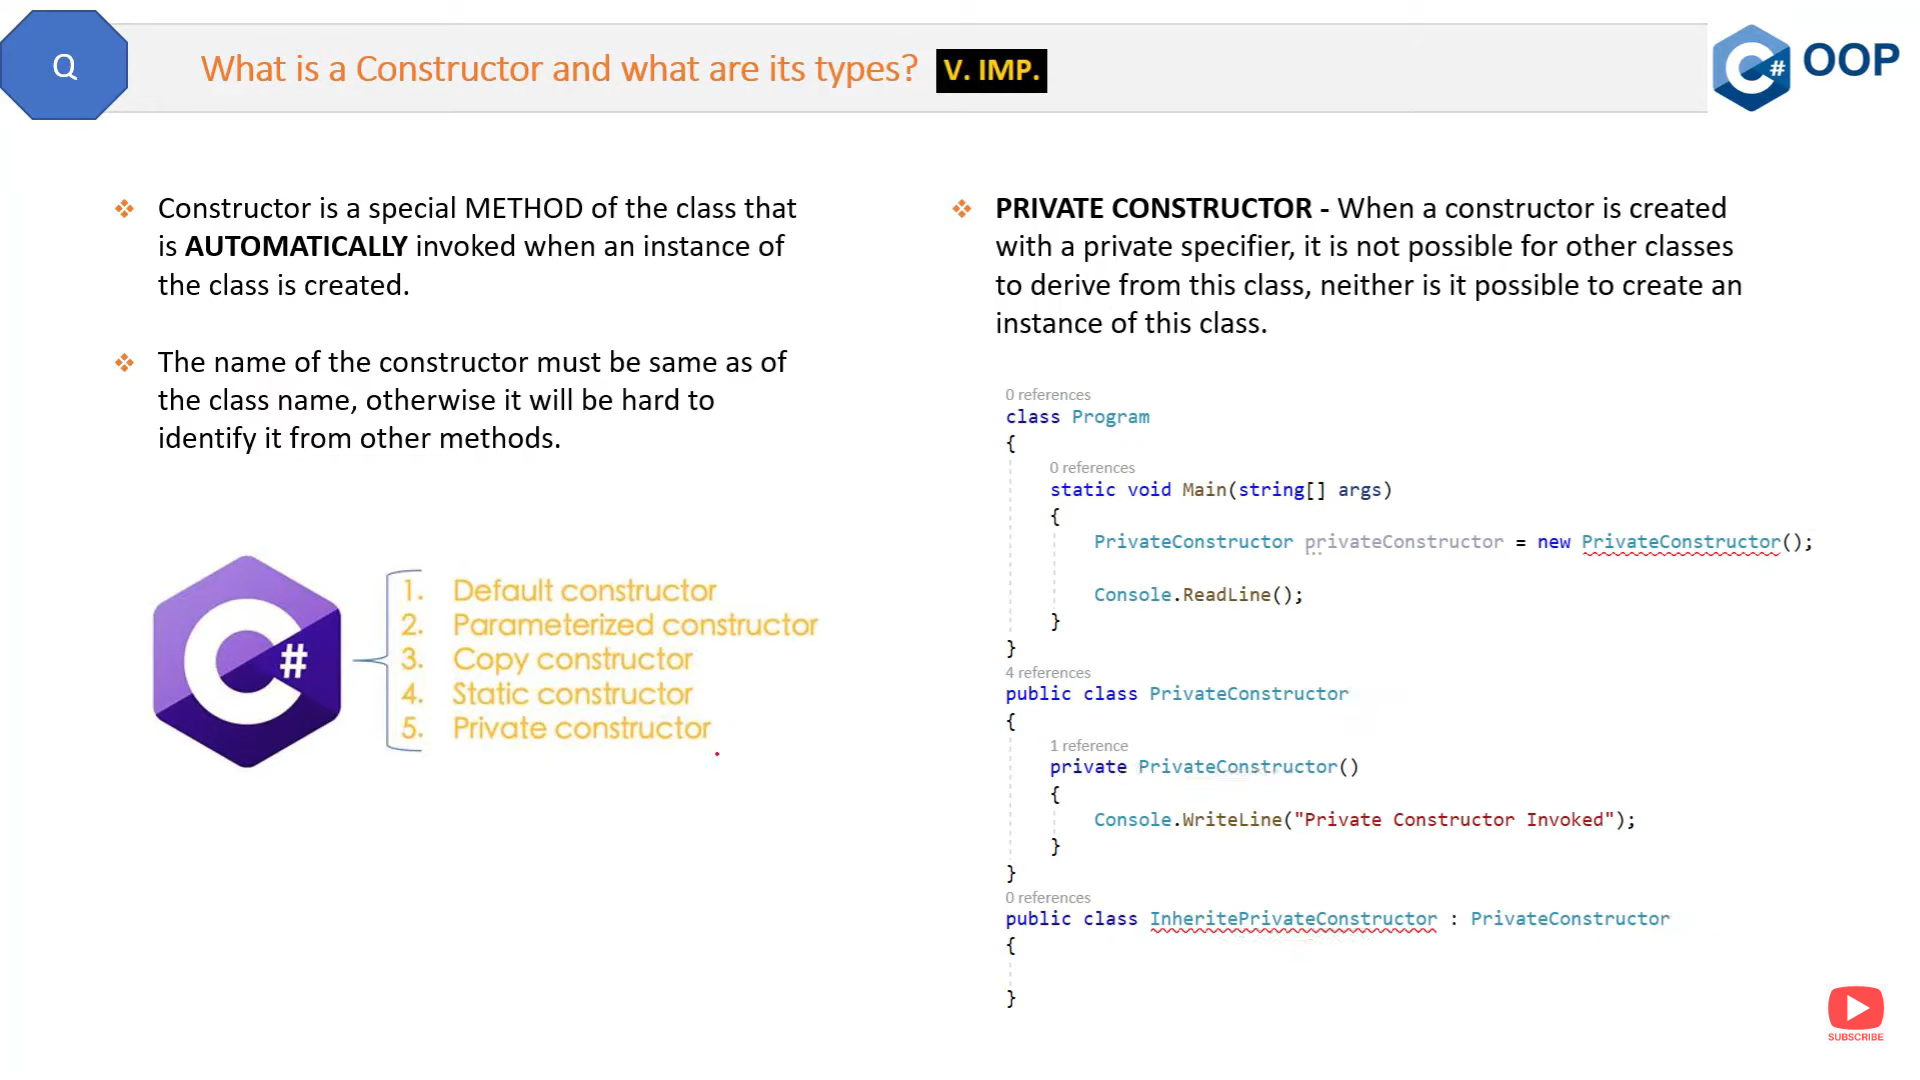 Q
What is a Constructor and what are its types? V. IMP.
C# OOP
❖ Constructor is a special METHOD of the class that
is AUTOMATICALLY invoked when an instance of
the class is created.
❖ The name of the constructor must be same as of
the class name, otherwise it will be hard to
identify it from other methods.
C#
1. Default constructor
2. Parameterized constructor
3. Copy constructor
4. Static constructor
5. Private constructor
❖ PRIVATE CONSTRUCTOR - When a constructor is created
with a private specifier, it is not possible for other classes
to derive from this class, neither is it possible to create an
instance of this class.
0 references
class Program
{
0 references
static void Main(string[] args)
{
PrivateConstructor privateConstructor = new PrivateConstructor();
Console.ReadLine();
}
}
4 references
public class PrivateConstructor
{
1 reference
private PrivateConstructor()
{
Console.WriteLine("Private Constructor Invoked");
}
}
0 references
public class InheritePrivateConstructor : PrivateConstructor
{
}
SUBSCRIBE